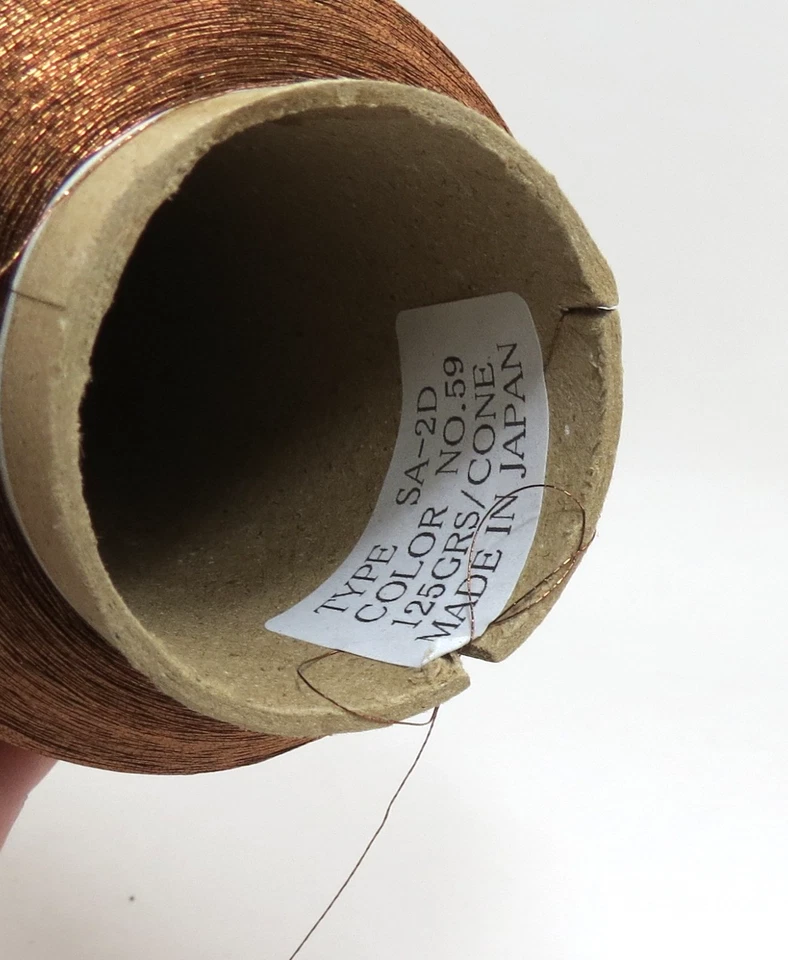 TYPE SA-2D
COLOR NO.59
125GRS/CONE
MADE IN JAPAN